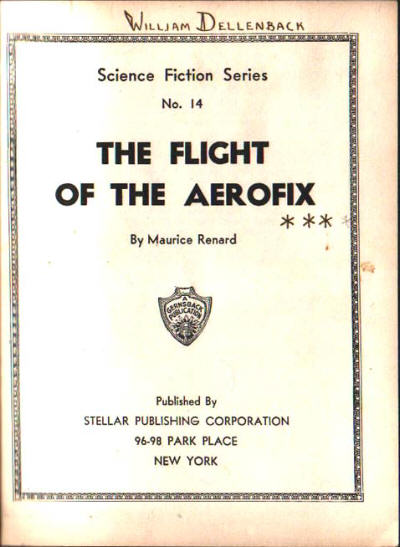 WILLIAM DELLENBACK
Science Fiction Series
No. 14
THE FLIGHT
OF THE AEROFIX
****
By Maurice Renard
A
GERNSBACK
PUBLICATION
Published By
STELLAR PUBLISHING CORPORATION
96-98 PARK PLACE
NEW YORK